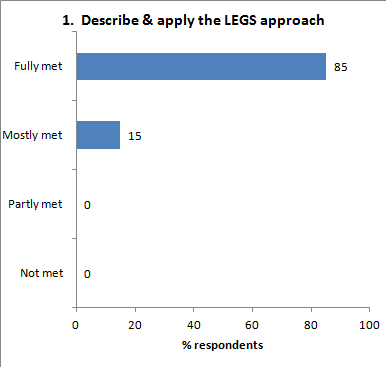 1.  Describe & apply the LEGS approach
Fully met 85
Mostly met 15
Partly met 0
Not met 0
0 20 40 60 80 100
% respondents